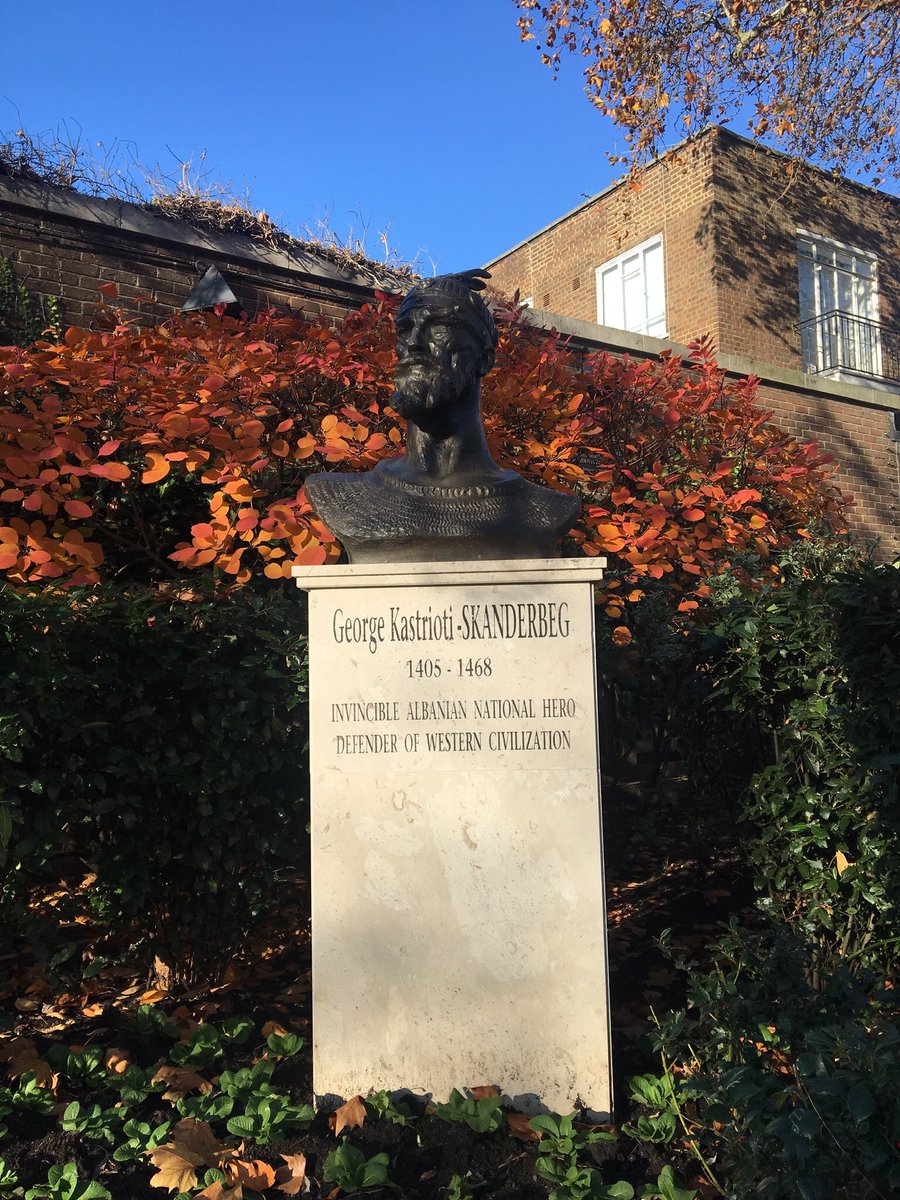 George Kastrioti -SKANDERBEG
1405 - 1468
INVINCIBLE ALBANIAN NATIONAL HERO
DEFENDER OF WESTERN CIVILIZATION